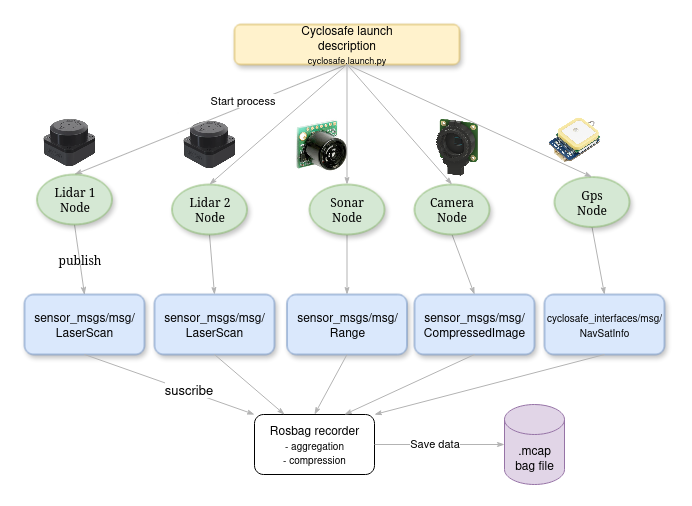 Cyclosafe launch
description
cyclosafe.launch.py
Start process
Lidar 1
Node
Lidar 2
Node
Sonar
Node
Camera
Node
Gps
Node
publish
sensor_msgs/msg/
LaserScan
sensor_msgs/msg/
LaserScan
sensor_msgs/msg/
Range
sensor_msgs/msg/
CompressedImage
cyclosafe_interfaces/msg/
NavSatInfo
suscribe
Rosbag recorder
- aggregation
- compression
Save data
.mcap
bag file